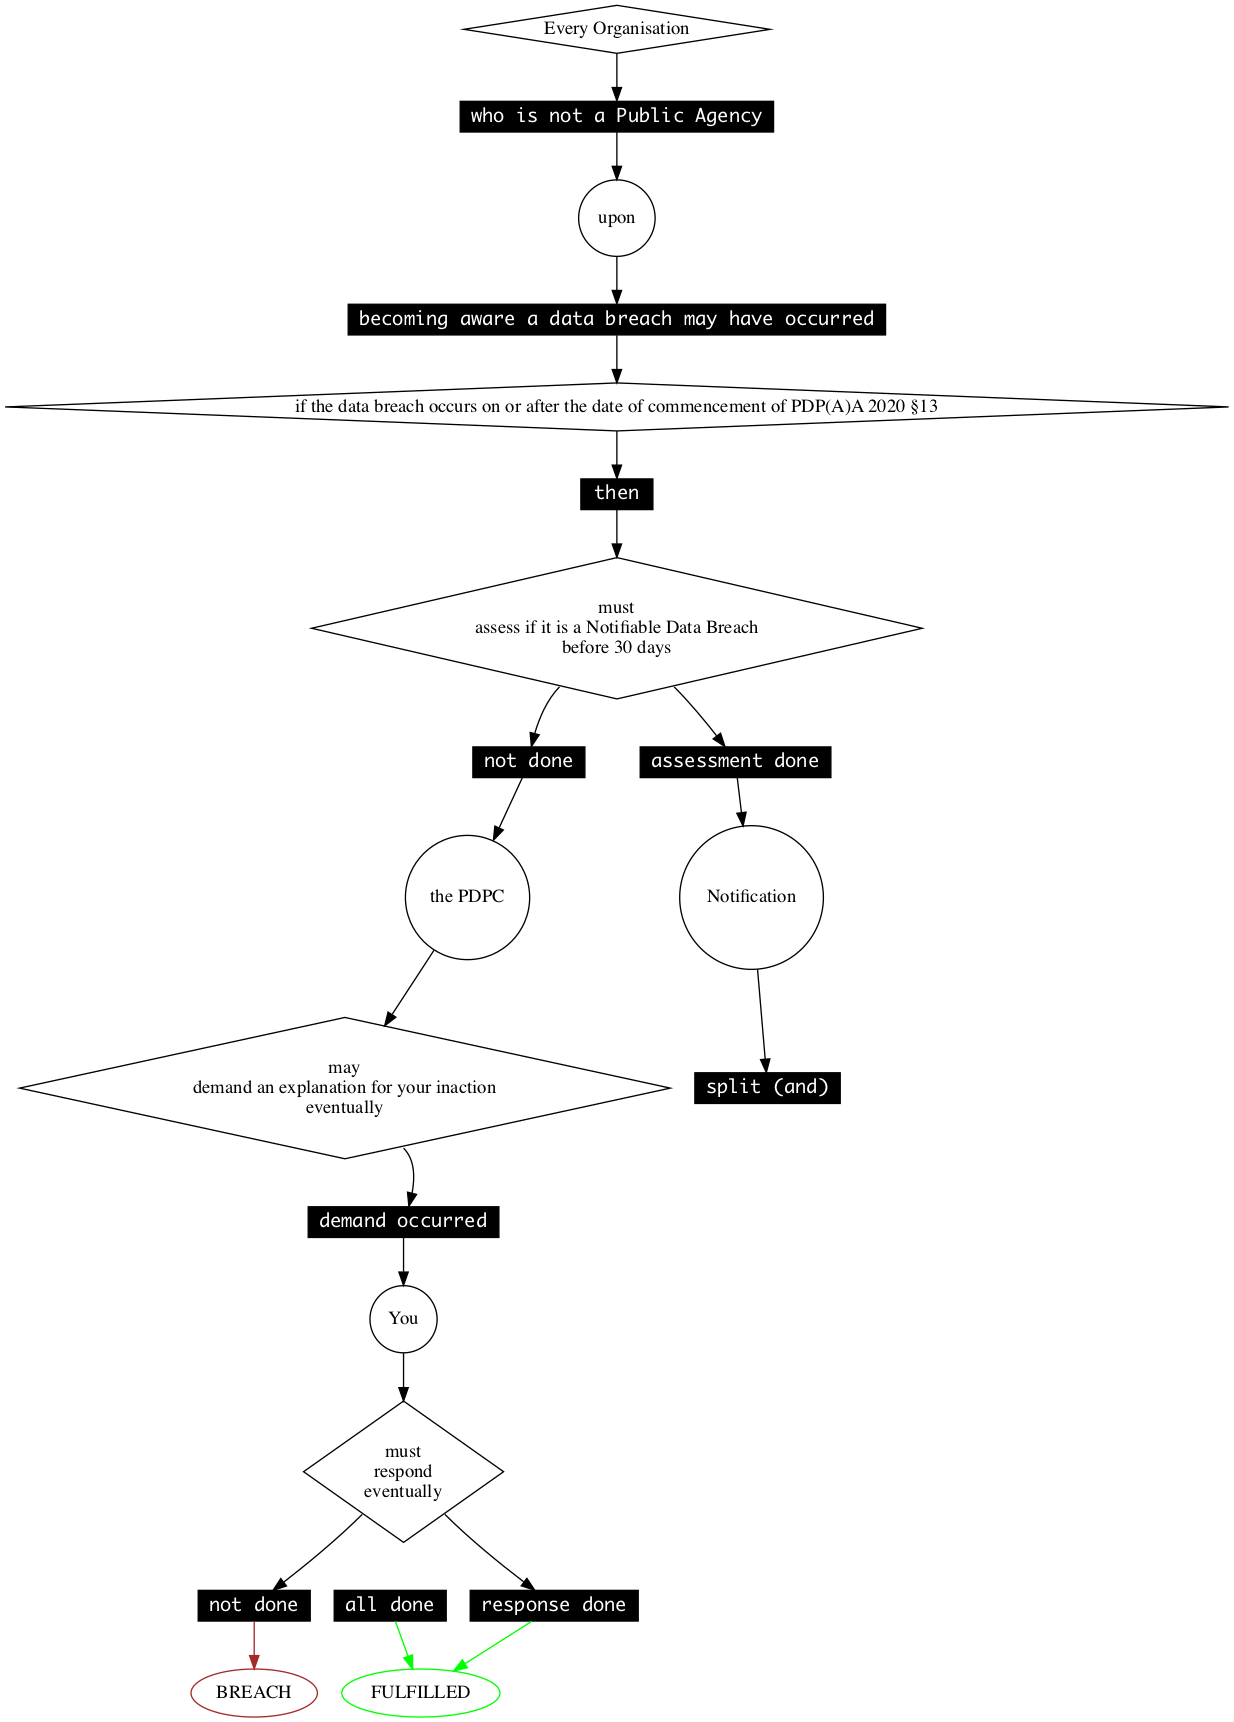 Every Organisation
who is not a Public Agency
upon
becoming aware a data breach may have occurred
if the data breach occurs on or after the date of commencement of PDP(A)A 2020 §13
then
must
assess if it is a Notifiable Data Breach
before 30 days
not done
assessment done
the PDPC
Notification
may
demand an explanation for your inaction
eventually
split (and)
demand occurred
You
must
respond
eventually
not done
all done
response done
BREACH
FULFILLED